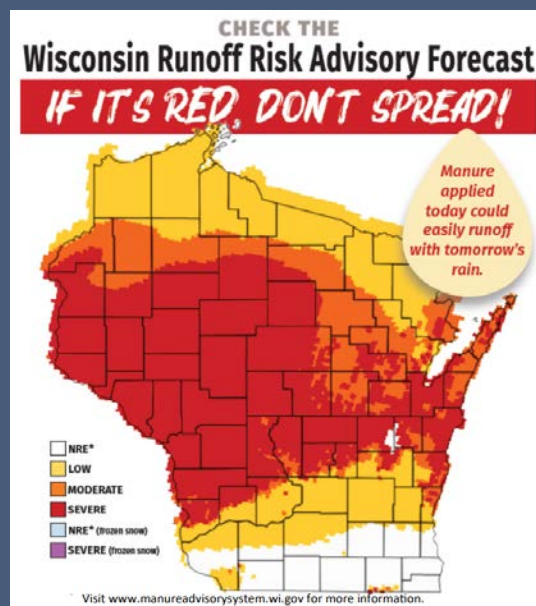 CHECK THE
Wisconsin Runoff Risk Advisory Forecast
IF IT'S RED, DON'T SPREAD!
Manure
applied
today could
easily runoff
with tomorrow's
rain.
NRE*
LOW
MODERATE
SEVERE
NRE* (frozen snow)
SEVERE (frozen snow)
Visit www.manureadvisorysystem.wi.gov for more information.